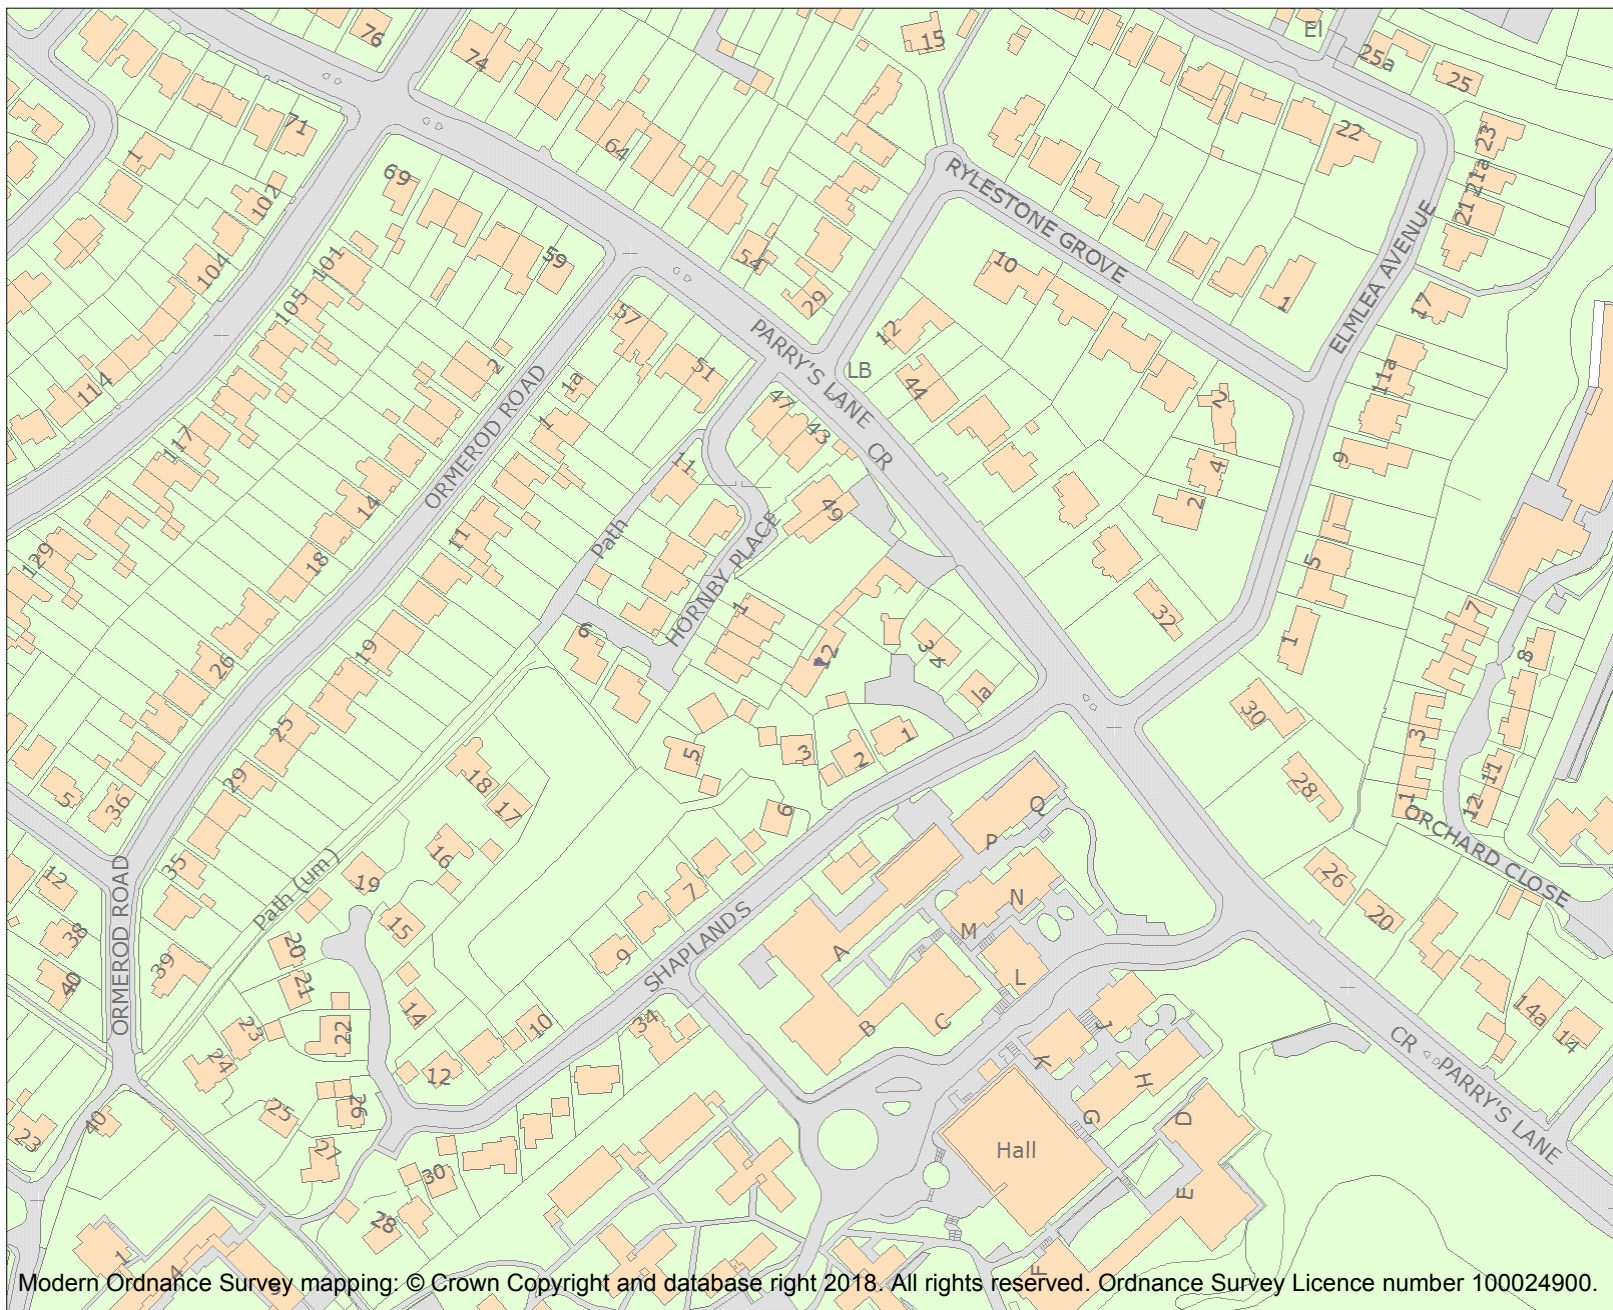 76
74
15
El
25a
25
71
1
69
64
22
23
21a
21
102
104
101
105
59
54
29
RYLESTONE GROVE
10
1
ELMLEA AVENUE
17
114
117
2
1a
1
57
51
PARRY'S LANE
CR
LB
12
44
47
43
2
11a
9
4
2
ORMEROD ROAD
14
11
11
49
Path
129
18
19
HORNBY PLACE
1
6
26
12
3
4
1a
32
5
1
7
8
30
3
11
12
1
ORCHARD CLOSE
28
25
29
5
36
18
17
5
3
2
1
6
16
19
15
Path (um)
35
12
38
40
39
ORMEROD ROAD
20
21
22
23
24
25
26
27
14
12
10
9
7
SHAPLANDS
34
Q
P
N
M
L
A
B
C
26
20
14a
14
J
K
H
G
D
E
F
Hall
CR
PARRY'S LANE
40
23
30
28
1
4
Modern Ordnance Survey mapping: © Crown Copyright and database right 2018. All rights reserved. Ordnance Survey Licence number 100024900.